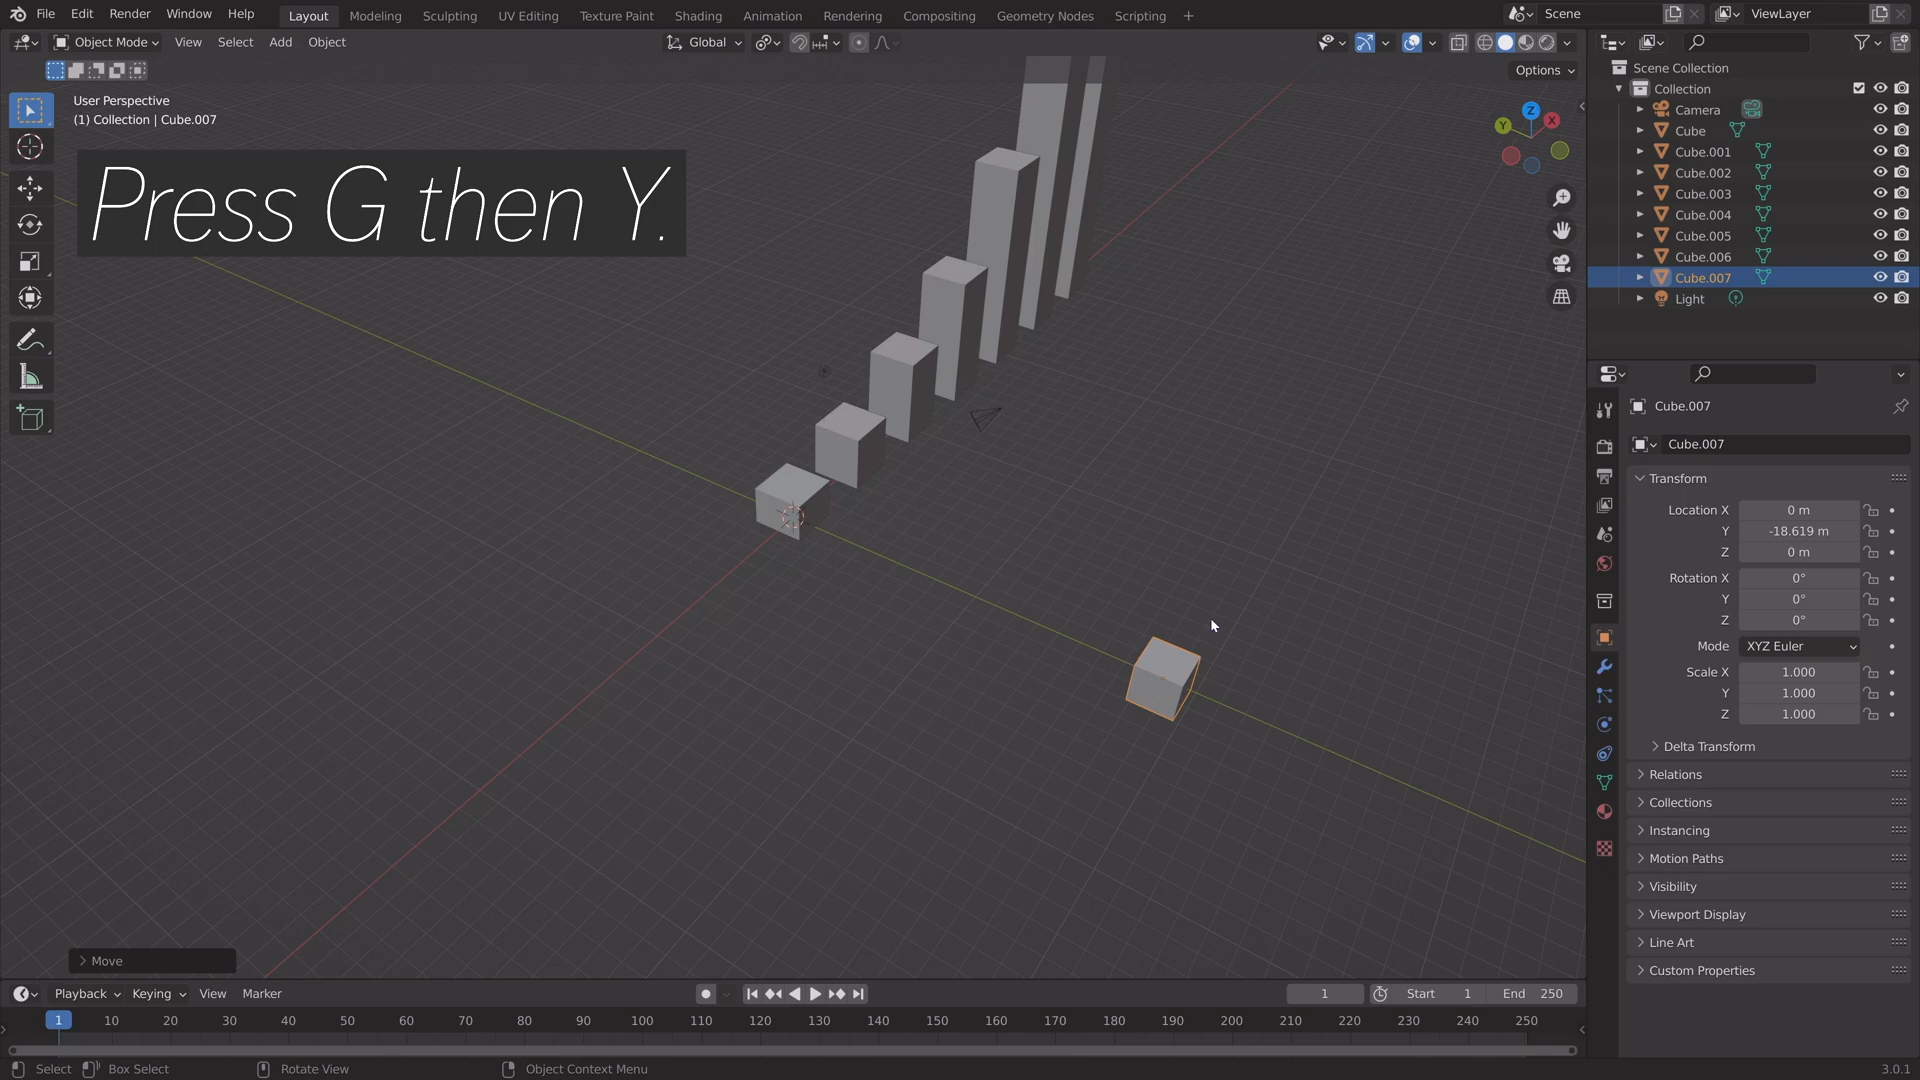 File Edit Render Window Help Layout Modeling Sculpting UV Editing Texture Paint Shading Animation Rendering Compositing Geometry Nodes Scripting + Scene ViewLayer
Object Mode View Select Add Object Global
Options
User Perspective
(1) Collection | Cube.007
Press G then Y.
Z
Y
X
Scene Collection
Collection
Camera
Cube
Cube.001
Cube.002
Cube.003
Cube.004
Cube.005
Cube.006
Cube.007
Light
Cube.007
Cube.007
Transform
Location X 0 m
Y -18.619 m
Z 0 m
Rotation X 0°
Y 0°
Z 0°
Mode XYZ Euler
Scale X 1.000
Y 1.000
Z 1.000
Delta Transform
Relations
Collections
Instancing
Motion Paths
Visibility
Viewport Display
Line Art
Custom Properties
Move
Playback Keying View Marker 1 Start 1 End 250
1 10 20 30 40 50 60 70 80 90 100 110 120 130 140 150 160 170 180 190 200 210 220 230 240 250
Select Box Select Rotate View Object Context Menu 3.0.1